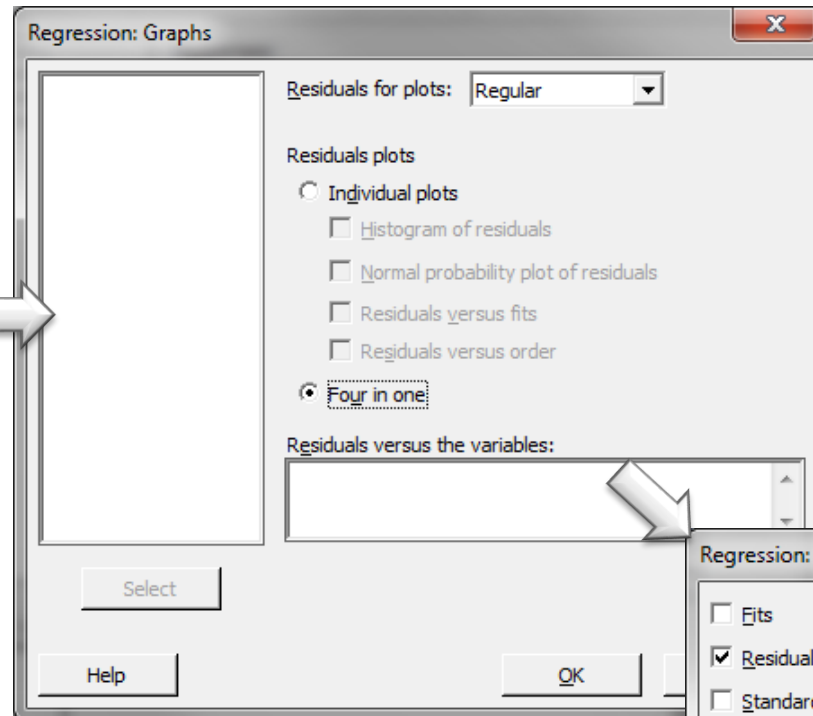 Regression: Graphs
Residuals for plots: Regular
Residuals plots
Individual plots
Histogram of residuals
Normal probability plot of residuals
Residuals versus fits
Residuals versus order
Four in one
Residuals versus the variables:
Select
Help
OK
Regression:
Fits
Residual
Standar